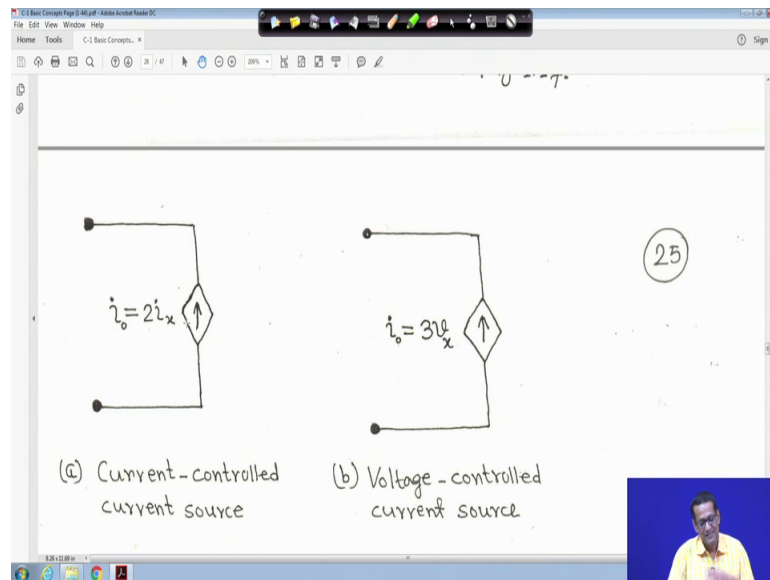 C-1 Basic Concepts Page (1-44).pdf - Adobe Acrobat Reader DC
File Edit View Window Help
Home Tools C-1 Basic Concepts... × Sign
28 / 47 200%
25
i₀ = 2iₓ
i₀ = 3vₓ
(a) Current-controlled
current source
(b) Voltage-controlled
current source
8.26 x 11.69 in